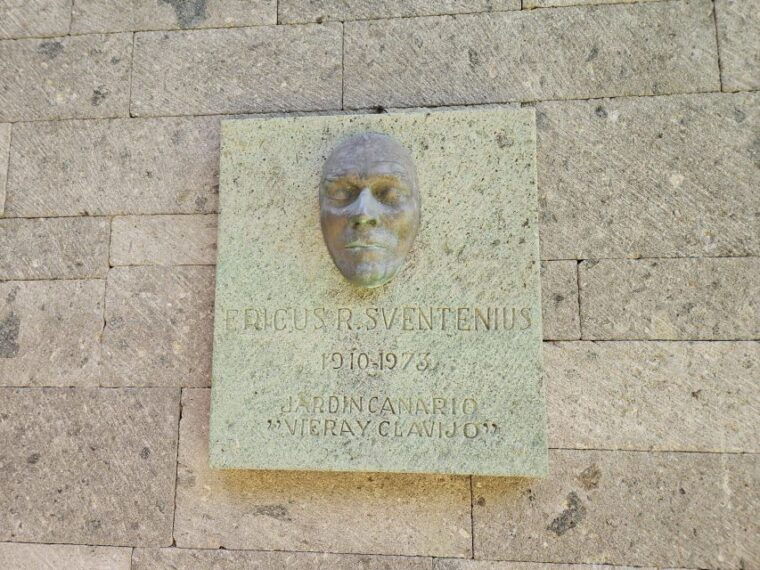 ERICUS R. SVENTENIUS
1910-1973
JARDIN CANARIO
"VIERA Y CLAVIJO"